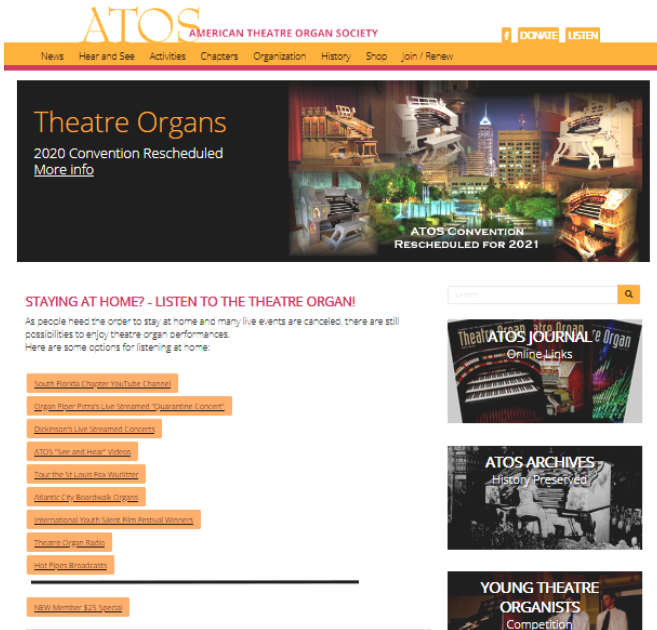 ATOS
AMERICAN THEATRE ORGAN SOCIETY
f DONATE LISTEN
News Hear and See Activities Chapters Organization History Shop Join / Renew
Theatre Organs
2020 Convention Rescheduled
More info
ATOS Convention
Rescheduled for 2021
STAYING AT HOME? - LISTEN TO THE THEATRE ORGAN!
As people heed the order to stay at home and many live events are canceled, there are still
possibilities to enjoy theatre organ performances.
Here are some options for listening at home:
South Florida Chapter YouTube Channel
Organ Piper Pizza's Live Streamed "Quarantine Concert"
Dickinson's Live Streamed Concerts
ATOS "See and Hear" Videos
Tour the St Louis Fox Wurlitzer
Atlantic City Boardwalk Organs
International Youth Silent Film Festival Winners
Theatre Organ Radio
Hot Pipes Broadcasts
NEW Member $25 Special
Search
Theatre Organ
atre Organ
re Organ
ATOS JOURNAL
Online Links
ATOS ARCHIVES
History Preserved
YOUNG THEATRE
ORGANISTS
Competition